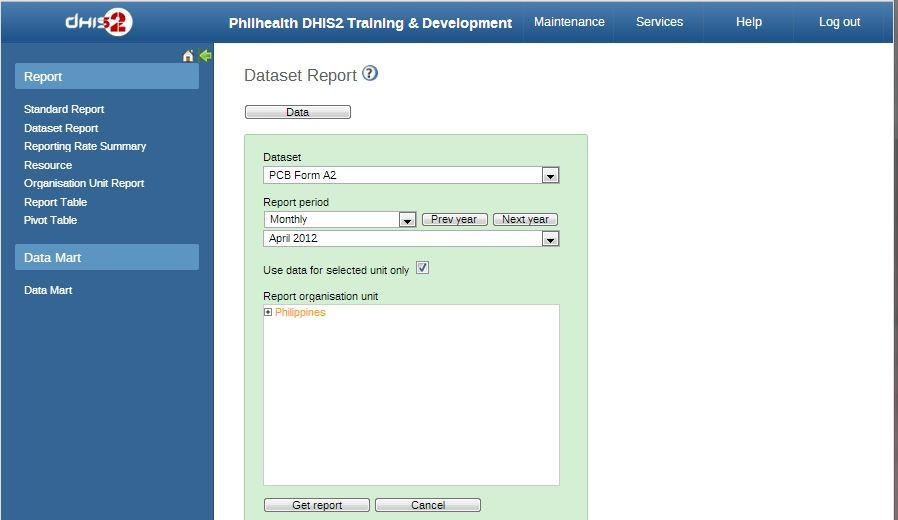 dhis2
Philhealth DHIS2 Training & Development
Maintenance
Services
Help
Log out
Report
Standard Report
Dataset Report
Reporting Rate Summary
Resource
Organisation Unit Report
Report Table
Pivot Table
Data Mart
Data Mart
Dataset Report ?
Data
Dataset
PCB Form A2
Report period
Monthly
Prev year
Next year
April 2012
Use data for selected unit only
Report organisation unit
Philippines
Get report
Cancel